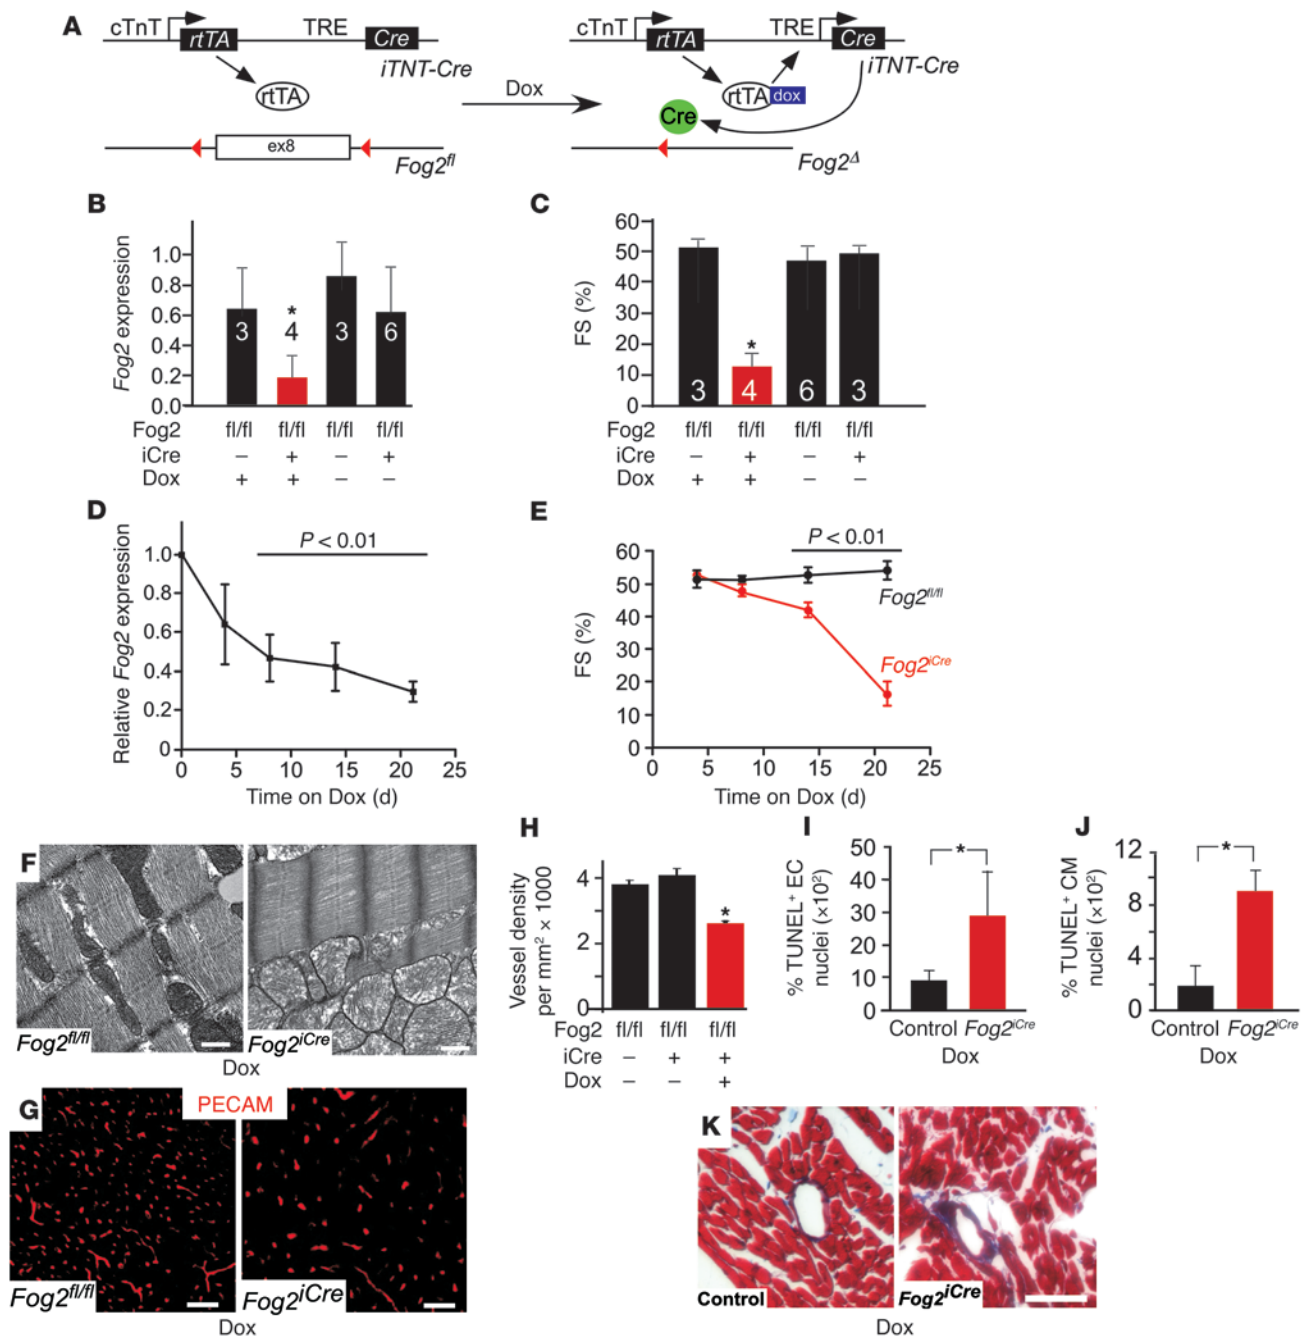 A
cTnT
rtTA
TRE
Cre
iTNT-Cre
rtTA
ex8
Fog2fl
Dox
cTnT
rtTA
TRE
Cre
iTNT-Cre
rtTA
dox
Cre
Fog2Δ
B
Fog2 expression
1.0
0.8
0.6
0.4
0.2
0.0
3
*
4
3
6
Fog2 fl/fl fl/fl fl/fl fl/fl
iCre – + – +
Dox + + – –
C
FS (%)
60
50
40
30
20
10
0
3
*
4
6
3
Fog2 fl/fl fl/fl fl/fl fl/fl
iCre – + – +
Dox + + – –
D
Relative Fog2 expression
P < 0.01
1.0
0.8
0.6
0.4
0.2
0
0 5 10 15 20 25
Time on Dox (d)
E
FS (%)
P < 0.01
60
50
40
30
20
10
0
Fog2fl/fl
Fog2iCre
0 5 10 15 20 25
Time on Dox (d)
F
Fog2fl/fl
Fog2iCre
Dox
G
PECAM
Fog2fl/fl
Fog2iCre
Dox
H
Vessel density
per mm² × 1000
4
2
0
*
Fog2 fl/fl fl/fl fl/fl
iCre – + +
Dox – – +
I
% TUNEL⁺ EC
nuclei (×10²)
50
40
30
20
10
0
*
Control Fog2iCre
Dox
J
% TUNEL⁺ CM
nuclei (×10²)
12
8
4
0
*
Control Fog2iCre
Dox
K
Control
Fog2iCre
Dox